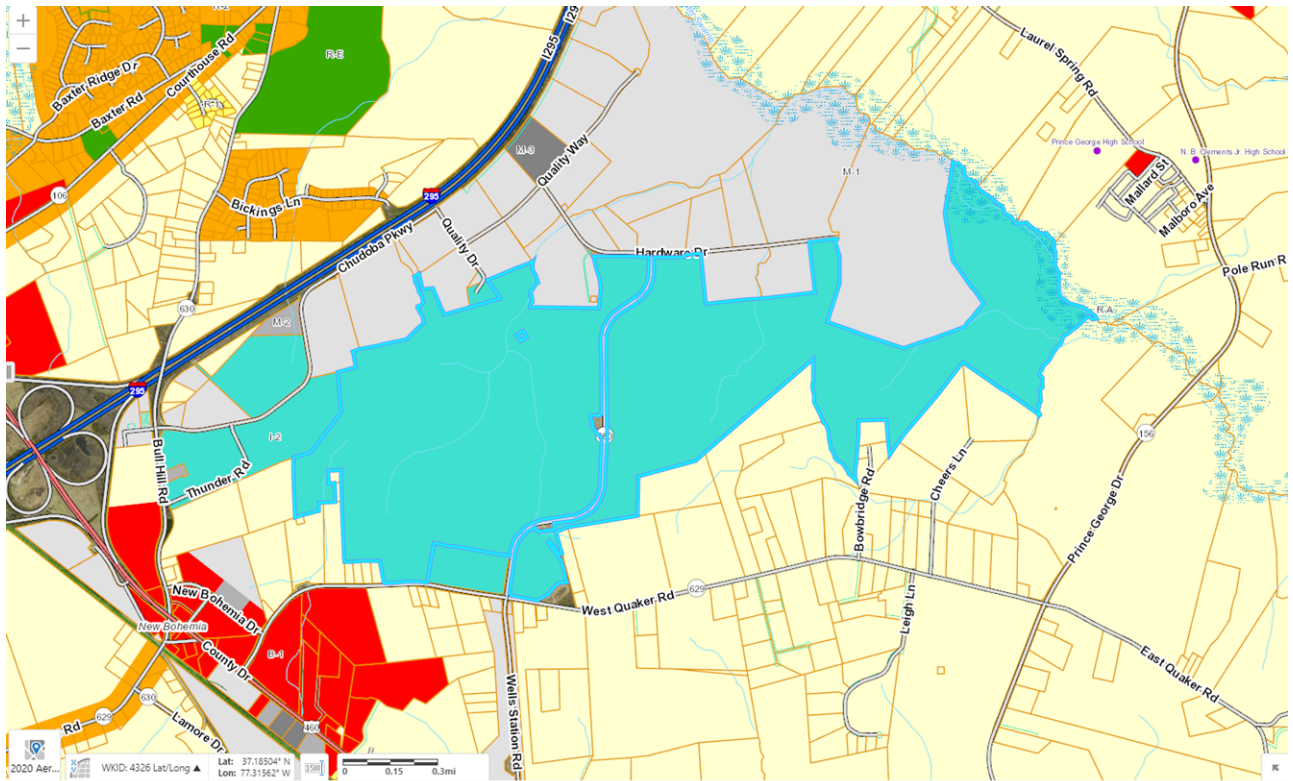 +
−
R-2
Courthouse Rd
R-E
I295
Baxter Ridge Dr
Baxter Rd
R-1
Laurel Spring Rd
Prince George High School
N. B. Clements Jr. High School
M-3
Quality Way
M-1
Mallard St
Malboro Ave
106
295
Bickings Ln
Quality Dr
Chudoba Pkwy
Hardware Dr
Pole Run R
630
M-2
R-A
295
I-2
156
Bull Hill Rd
Thunder Rd
Cheers Ln
Bowbridge Rd
Prince George Dr
New Bohemia Dr
New Bohemia
West Quaker Rd
629
Leigh Ln
County Dr
B-1
East Quaker Rd
Wells Station Rd
630
629
Rd
Lamore Dr
460
2020 Aer...
WKID: 4326 Lat/Long ▲
Lat: 37.18504° N
Lon: 77.31562° W
0 0.15 0.3mi